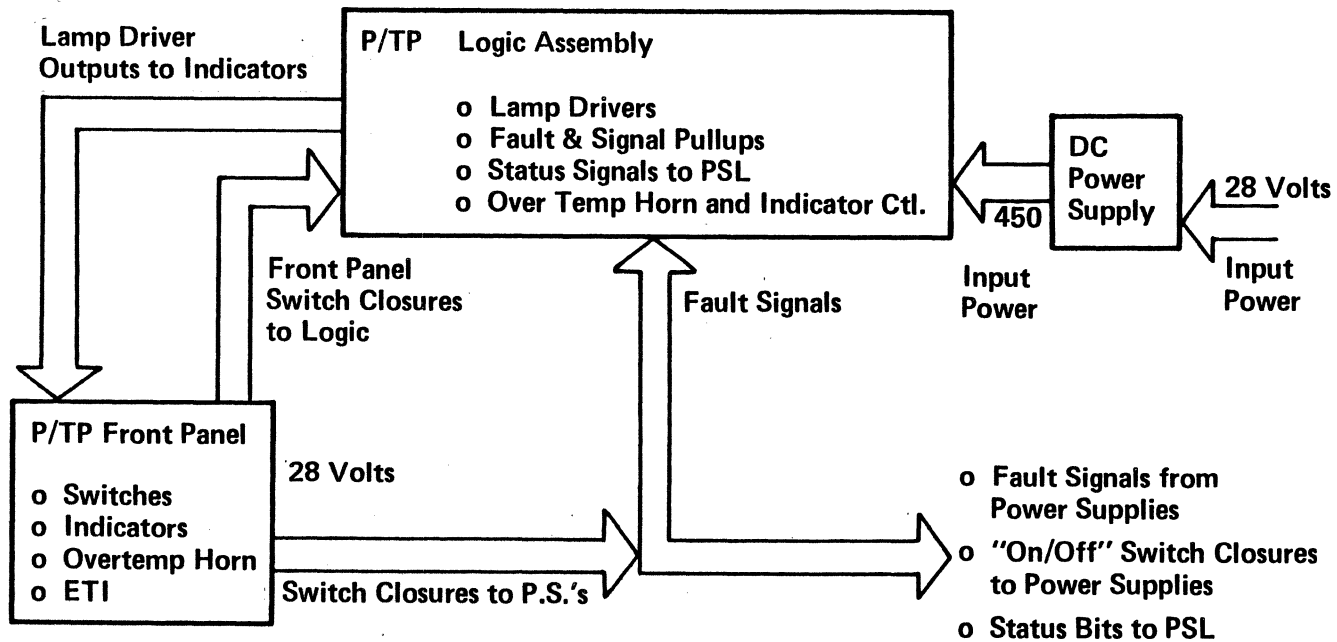 Lamp Driver
Outputs to Indicators
P/TP Logic Assembly
o Lamp Drivers
o Fault & Signal Pullups
o Status Signals to PSL
o Over Temp Horn and Indicator Ctl.
DC
Power
Supply
28 Volts
450
Input
Power
Input
Power
Front Panel
Switch Closures
to Logic
Fault Signals
P/TP Front Panel
o Switches
o Indicators
o Overtemp Horn
o ETI
28 Volts
Switch Closures to P.S.'s
o Fault Signals from
Power Supplies
o "On/Off" Switch Closures
to Power Supplies
o Status Bits to PSL